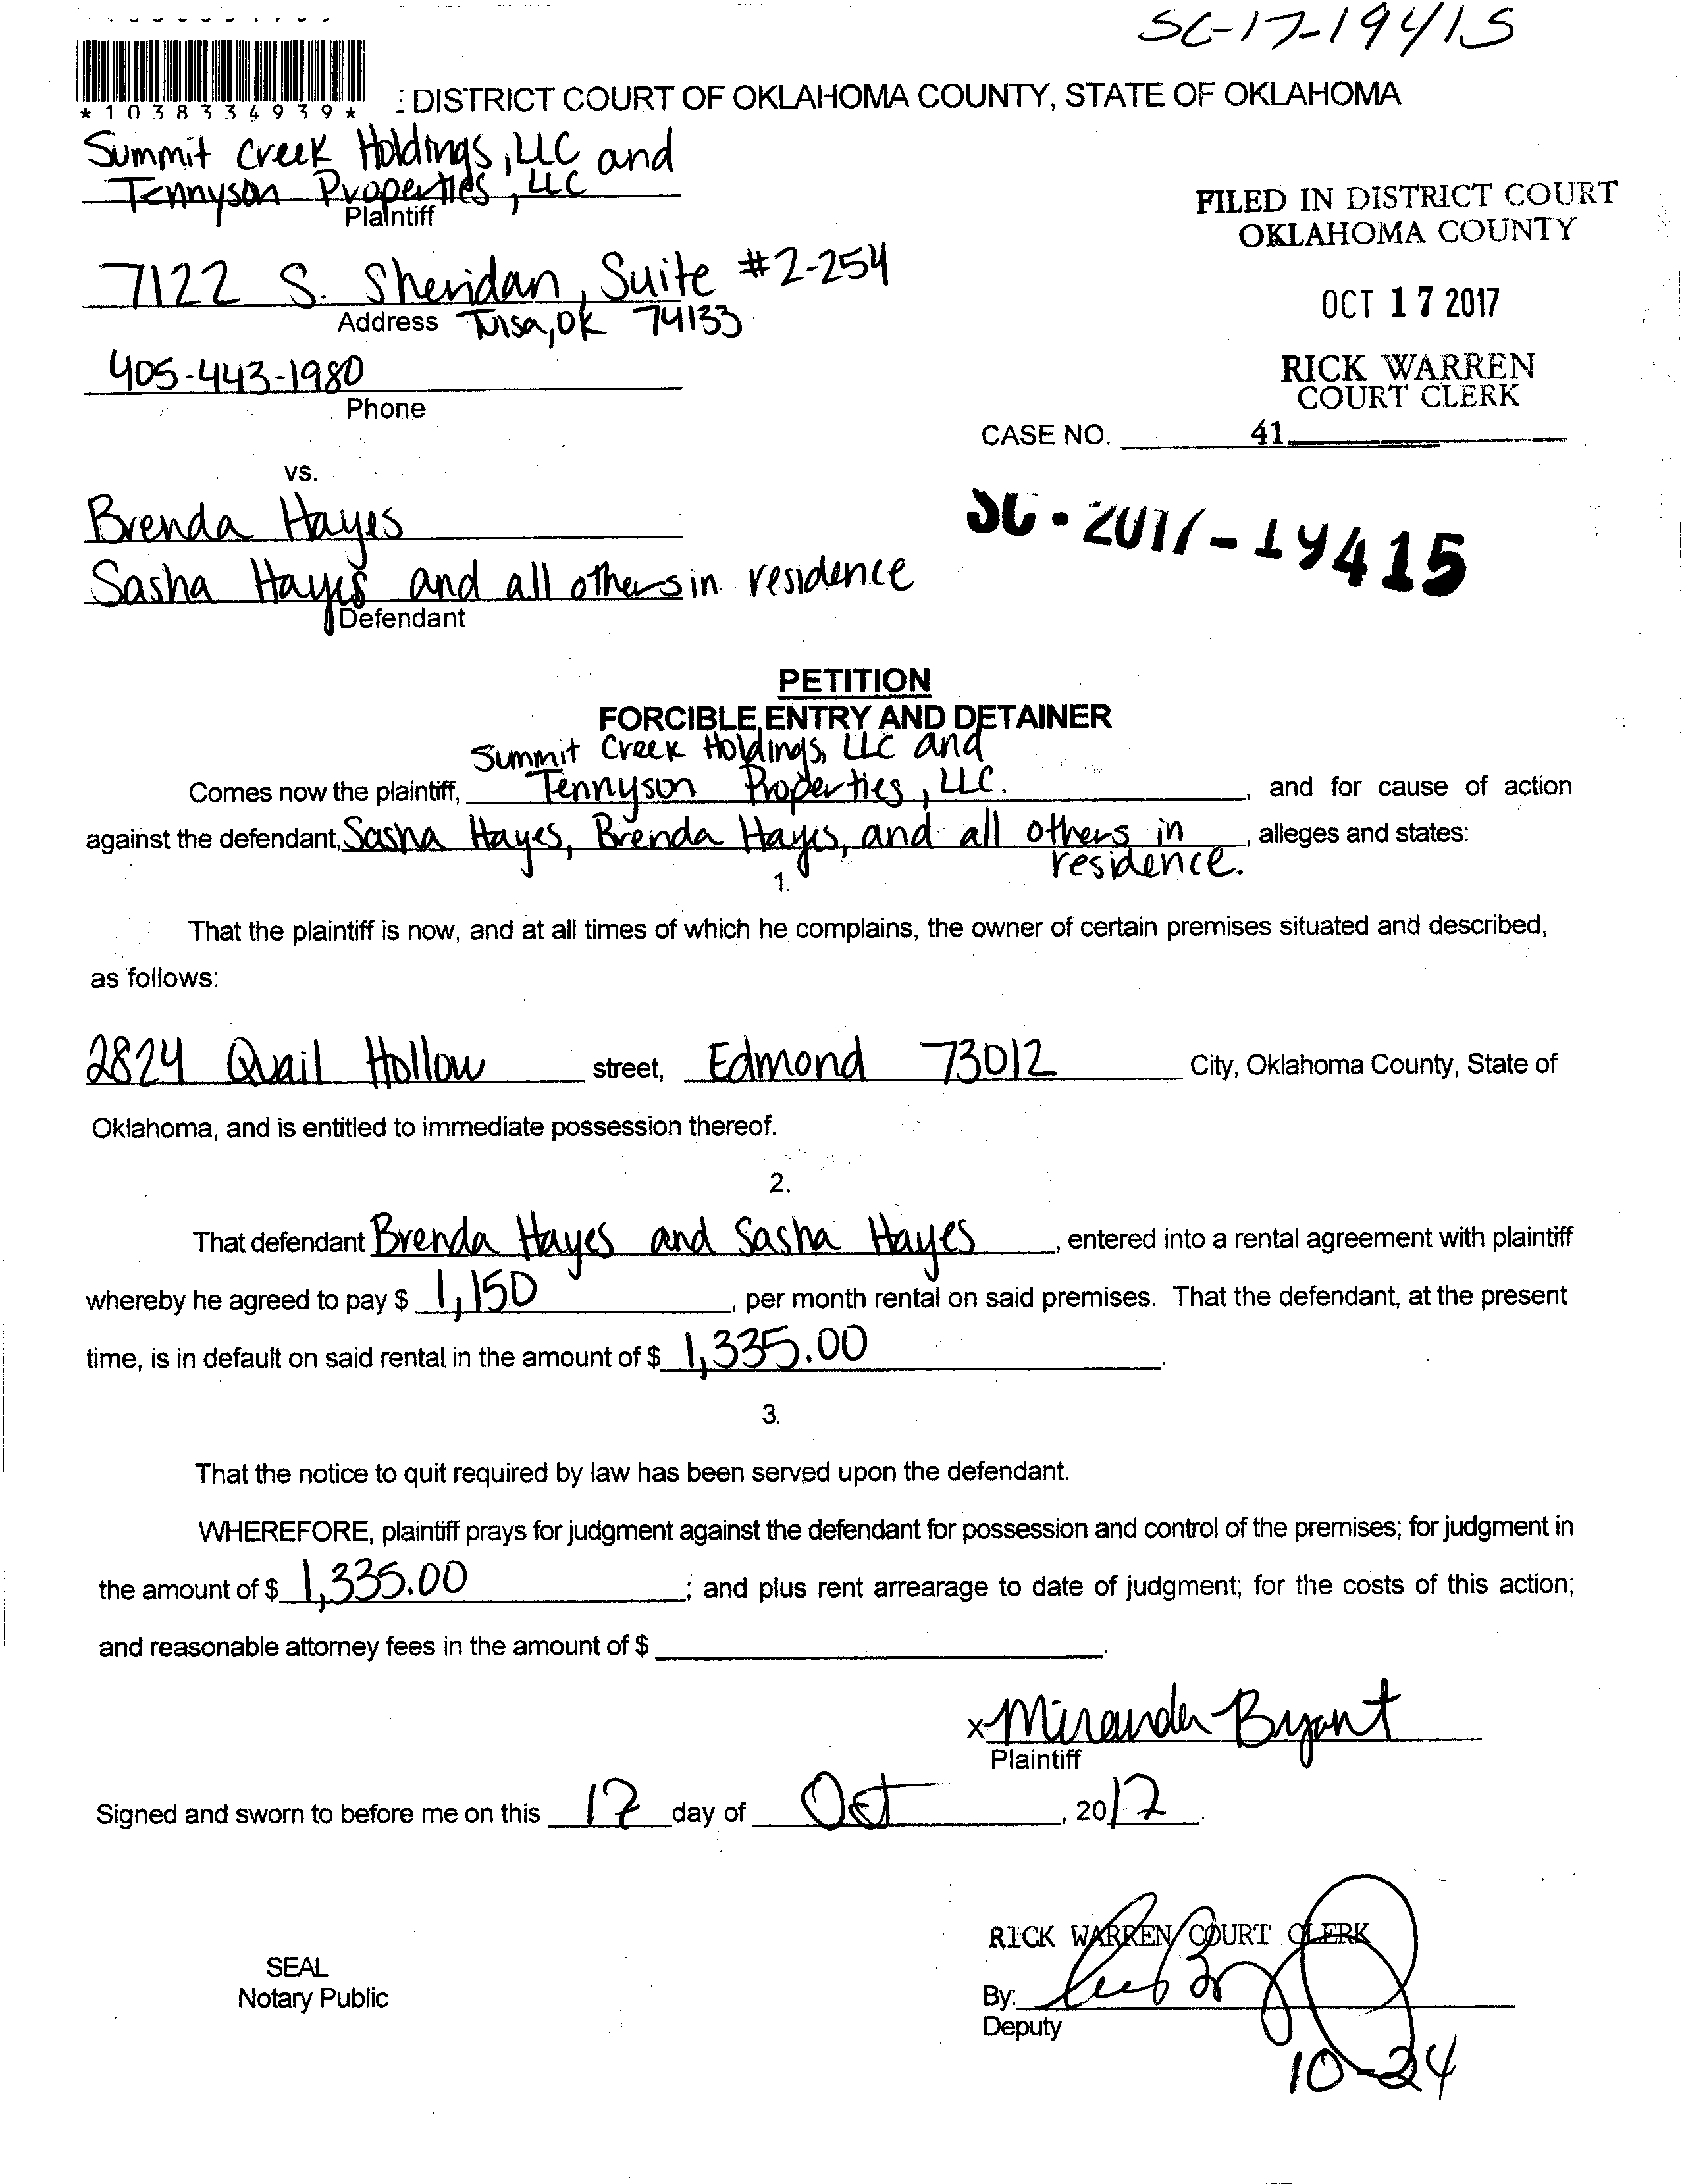 SC-17-19415
*1038334939*
: DISTRICT COURT OF OKLAHOMA COUNTY, STATE OF OKLAHOMA
Summit Creek Holdings, LLC and
Tennyson Properties, LLC
Plaintiff
FILED IN DISTRICT COURT
OKLAHOMA COUNTY
7122 S. Sheridan, Suite #2-254
Address Tulsa, OK 74133
OCT 17 2017
405-443-1980
Phone
RICK WARREN
COURT CLERK
CASE NO. 41
vs.
Brenda Hayes
SC-2017-19415
Sasha Hayes and all others in residence
Defendant
PETITION
FORCIBLE ENTRY AND DETAINER
Summit Creek Holdings, LLC and
Comes now the plaintiff, Tennyson Properties, LLC. , and for cause of action
against the defendant, Sasha Hayes, Brenda Hayes, and all others in , alleges and states:
residence.
1.
That the plaintiff is now, and at all times of which he complains, the owner of certain premises situated and described,
as follows:
2824 Quail Hollow street, Edmond 73012 City, Oklahoma County, State of
Oklahoma, and is entitled to immediate possession thereof.
2.
That defendant Brenda Hayes and Sasha Hayes , entered into a rental agreement with plaintiff
whereby he agreed to pay $ 1,150 , per month rental on said premises. That the defendant, at the present
time, is in default on said rental in the amount of $ 1,335.00 .
3.
That the notice to quit required by law has been served upon the defendant.
WHEREFORE, plaintiff prays for judgment against the defendant for possession and control of the premises; for judgment in
the amount of $ 1,335.00 ; and plus rent arrearage to date of judgment; for the costs of this action;
and reasonable attorney fees in the amount of $ .
x Miranda Bryant
Plaintiff
Signed and sworn to before me on this 17 day of Oct , 2017.
RICK WARREN COURT CLERK
SEAL
Notary Public
By:
Deputy
10-24